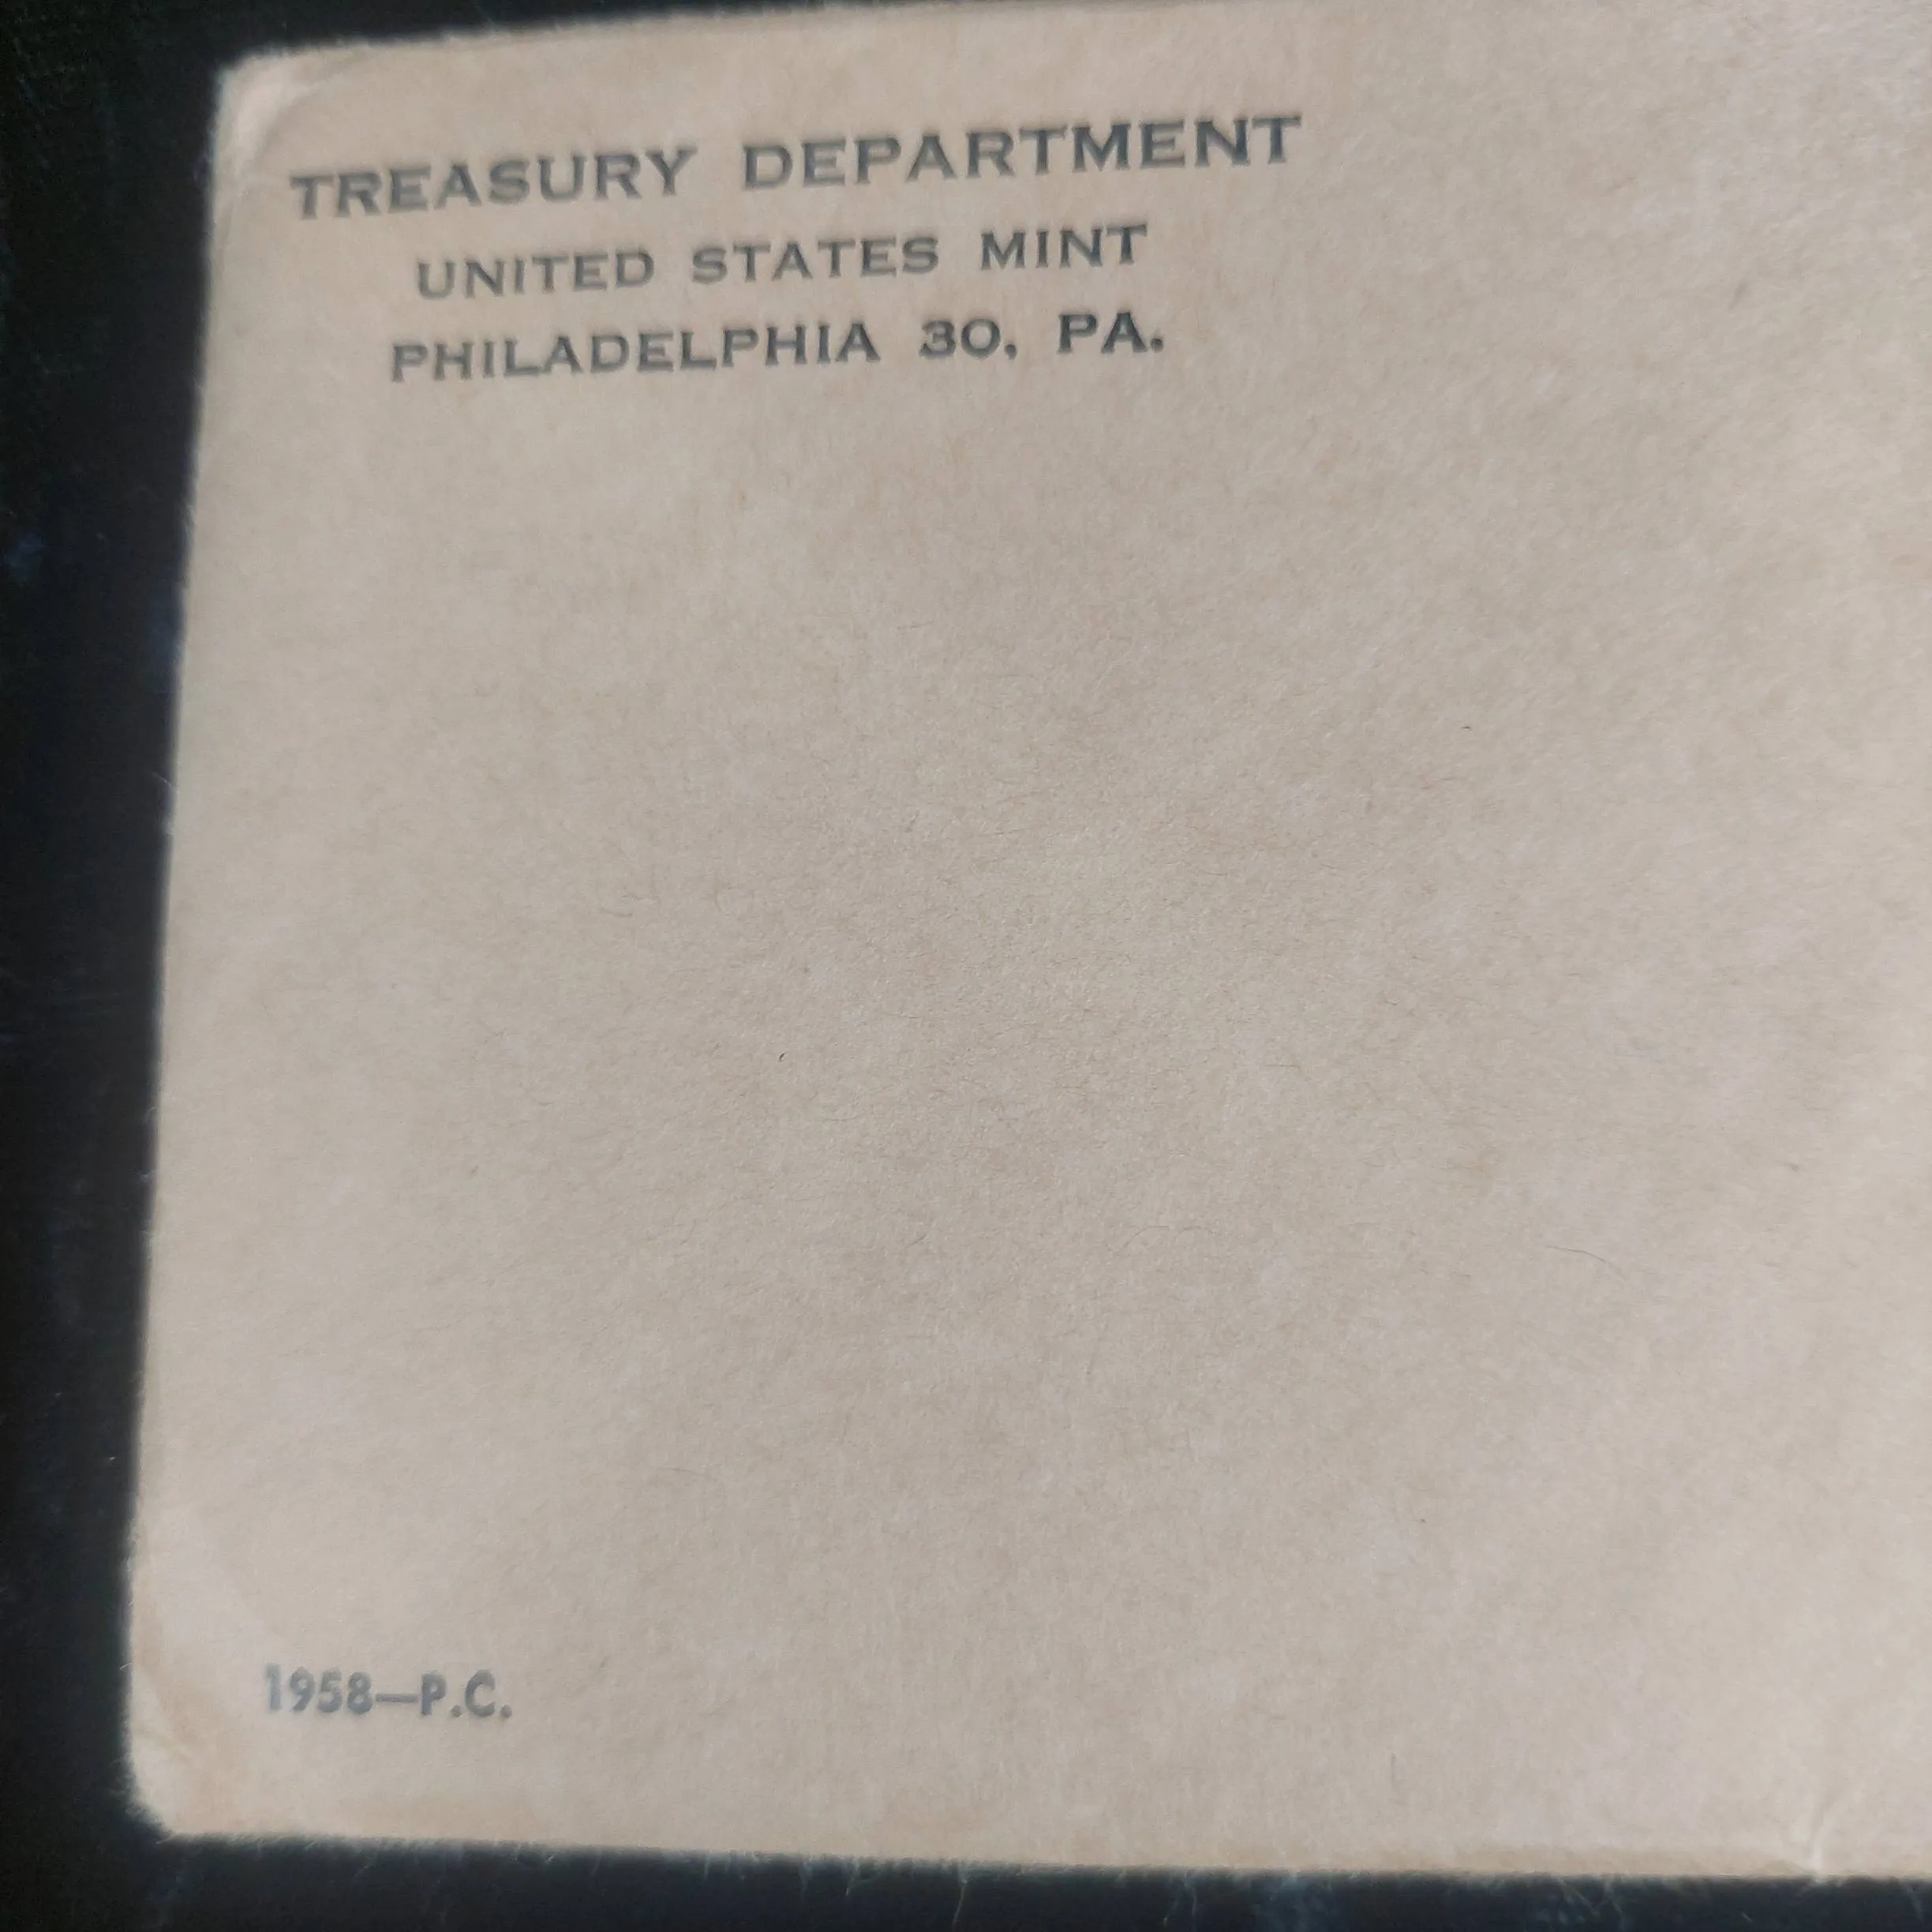 TREASURY DEPARTMENT
UNITED STATES MINT
PHILADELPHIA 30, PA.
1958—P.C.